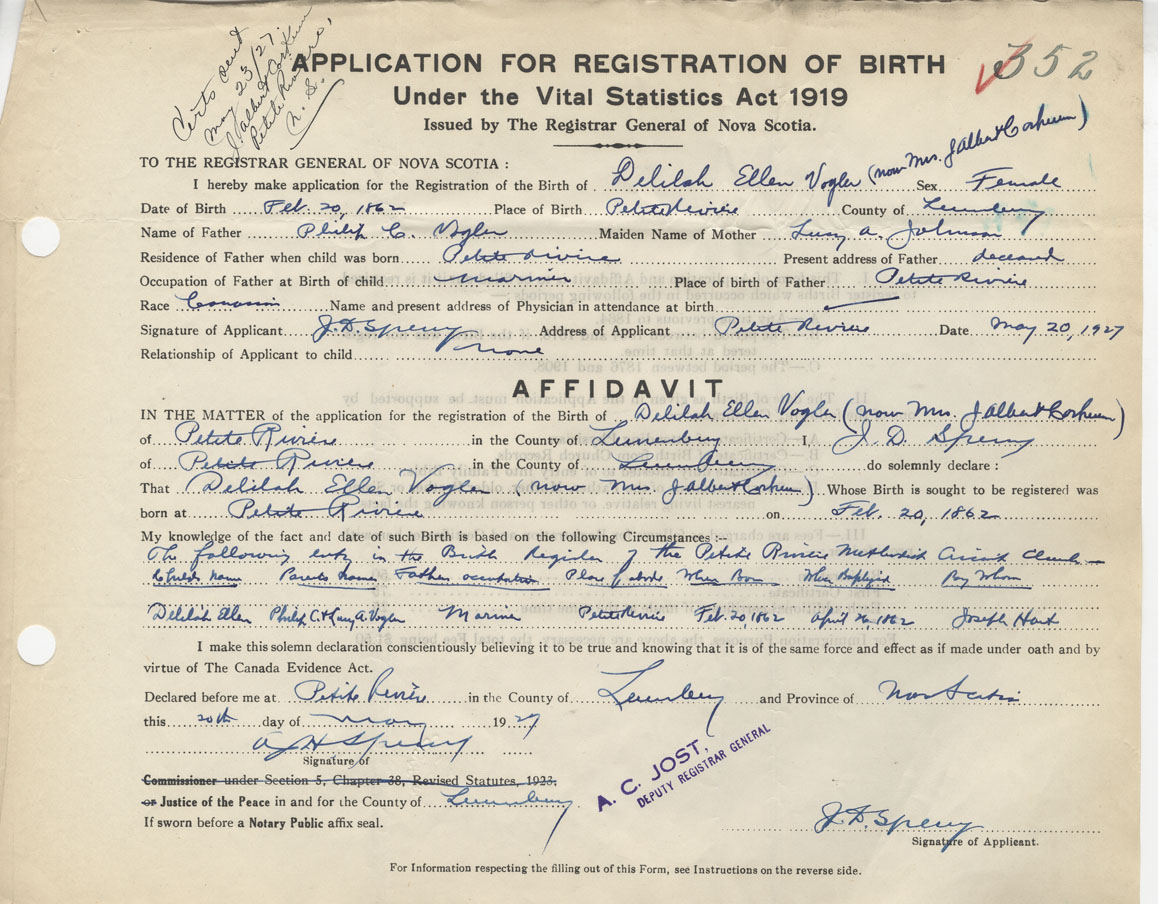 Certs sent
May 23/27.
J. Albert Corkum
Petite Riviere,
N. S.
352
APPLICATION FOR REGISTRATION OF BIRTH
Under the Vital Statistics Act 1919
Issued by The Registrar General of Nova Scotia.
TO THE REGISTRAR GENERAL OF NOVA SCOTIA :
I hereby make application for the Registration of the Birth of Delilah Ellen Vogler (now Mrs. J Albert Corkum) Sex Female
Date of Birth Feb. 20, 1862 Place of Birth Petite Riviere County of Lunenburg
Name of Father Philip C. Vogler Maiden Name of Mother Lucy A. Johnson
Residence of Father when child was born Petite Riviere Present address of Father deceased
Occupation of Father at Birth of child Mariner Place of birth of Father Petite Riviere
Race Name and present address of Physician in attendance at birth
Signature of Applicant J. D. Sperry Address of Applicant Petite Riviere Date May 20, 1927
Relationship of Applicant to child none
AFFIDAVIT
IN THE MATTER of the application for the registration of the Birth of Delilah Ellen Vogler (now Mrs. J Albert Corkum)
of Petite Riviere in the County of Lunenburg I, J. D. Sperry
of Petite Riviere in the County of Lunenburg do solemnly declare :
That Delilah Ellen Vogler (now Mrs. J Albert Corkum) Whose Birth is sought to be registered was
born at Petite Riviere on Feb. 20, 1862
My knowledge of the fact and date of such Birth is based on the following Circumstances :--
The following entry in the Birth Register of the Petite Riviere Methodist Circuit Church
Childs Name Parents Names Father occupation Place of abode When Born When Baptized By Whom
Delilah Ellen Philip C. & Lucy A. Vogler Mariner Petite Riviere Feb. 20 1862 April 26 1862 Joseph Hart
I make this solemn declaration conscientiously believing it to be true and knowing that it is of the same force and effect as if made under oath and by
virtue of The Canada Evidence Act.
Declared before me at Petite Riviere in the County of Lunenburg and Province of Nova Scotia
this 20th day of May 1927
A H Sperry
Signature of
Commissioner under Section 5, Chapter 38, Revised Statutes, 1923,
or Justice of the Peace in and for the County of Lunenburg
If sworn before a Notary Public affix seal.
A. C. JOST,
DEPUTY REGISTRAR GENERAL
J. D. Sperry
Signature of Applicant.
For Information respecting the filling out of this Form, see Instructions on the reverse side.